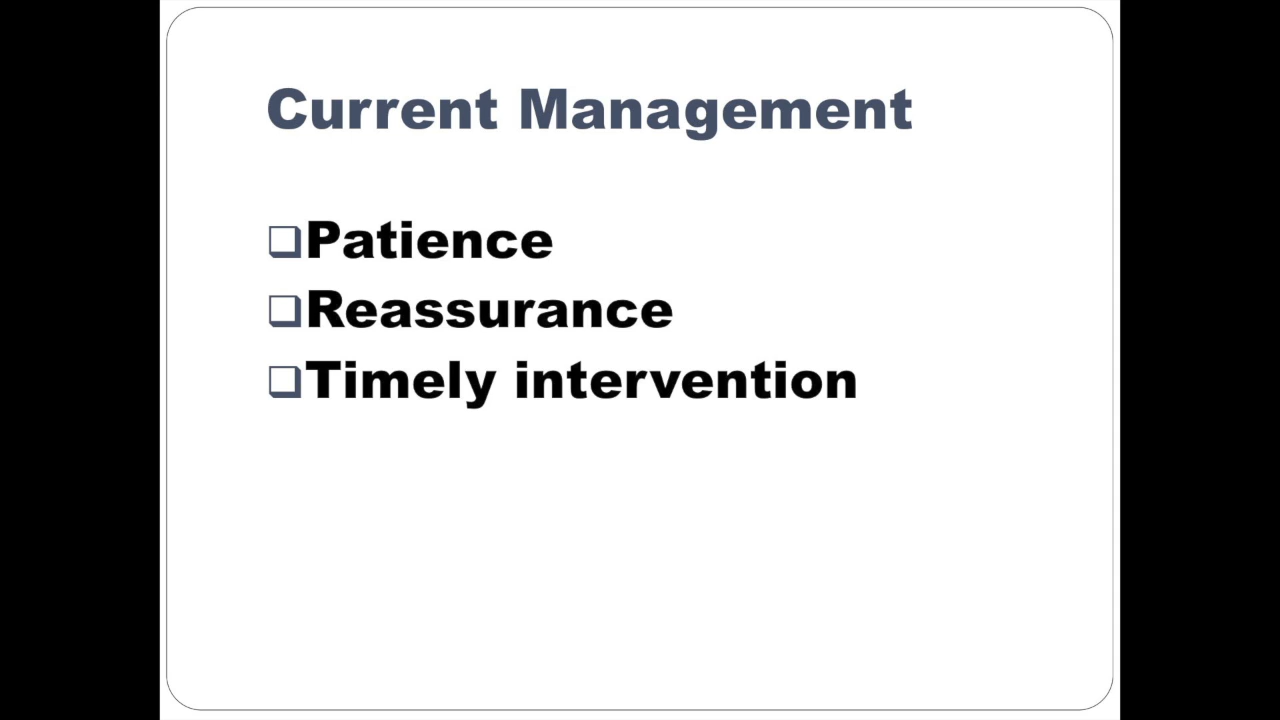 Current Management
❑Patience
❑Reassurance
❑Timely intervention